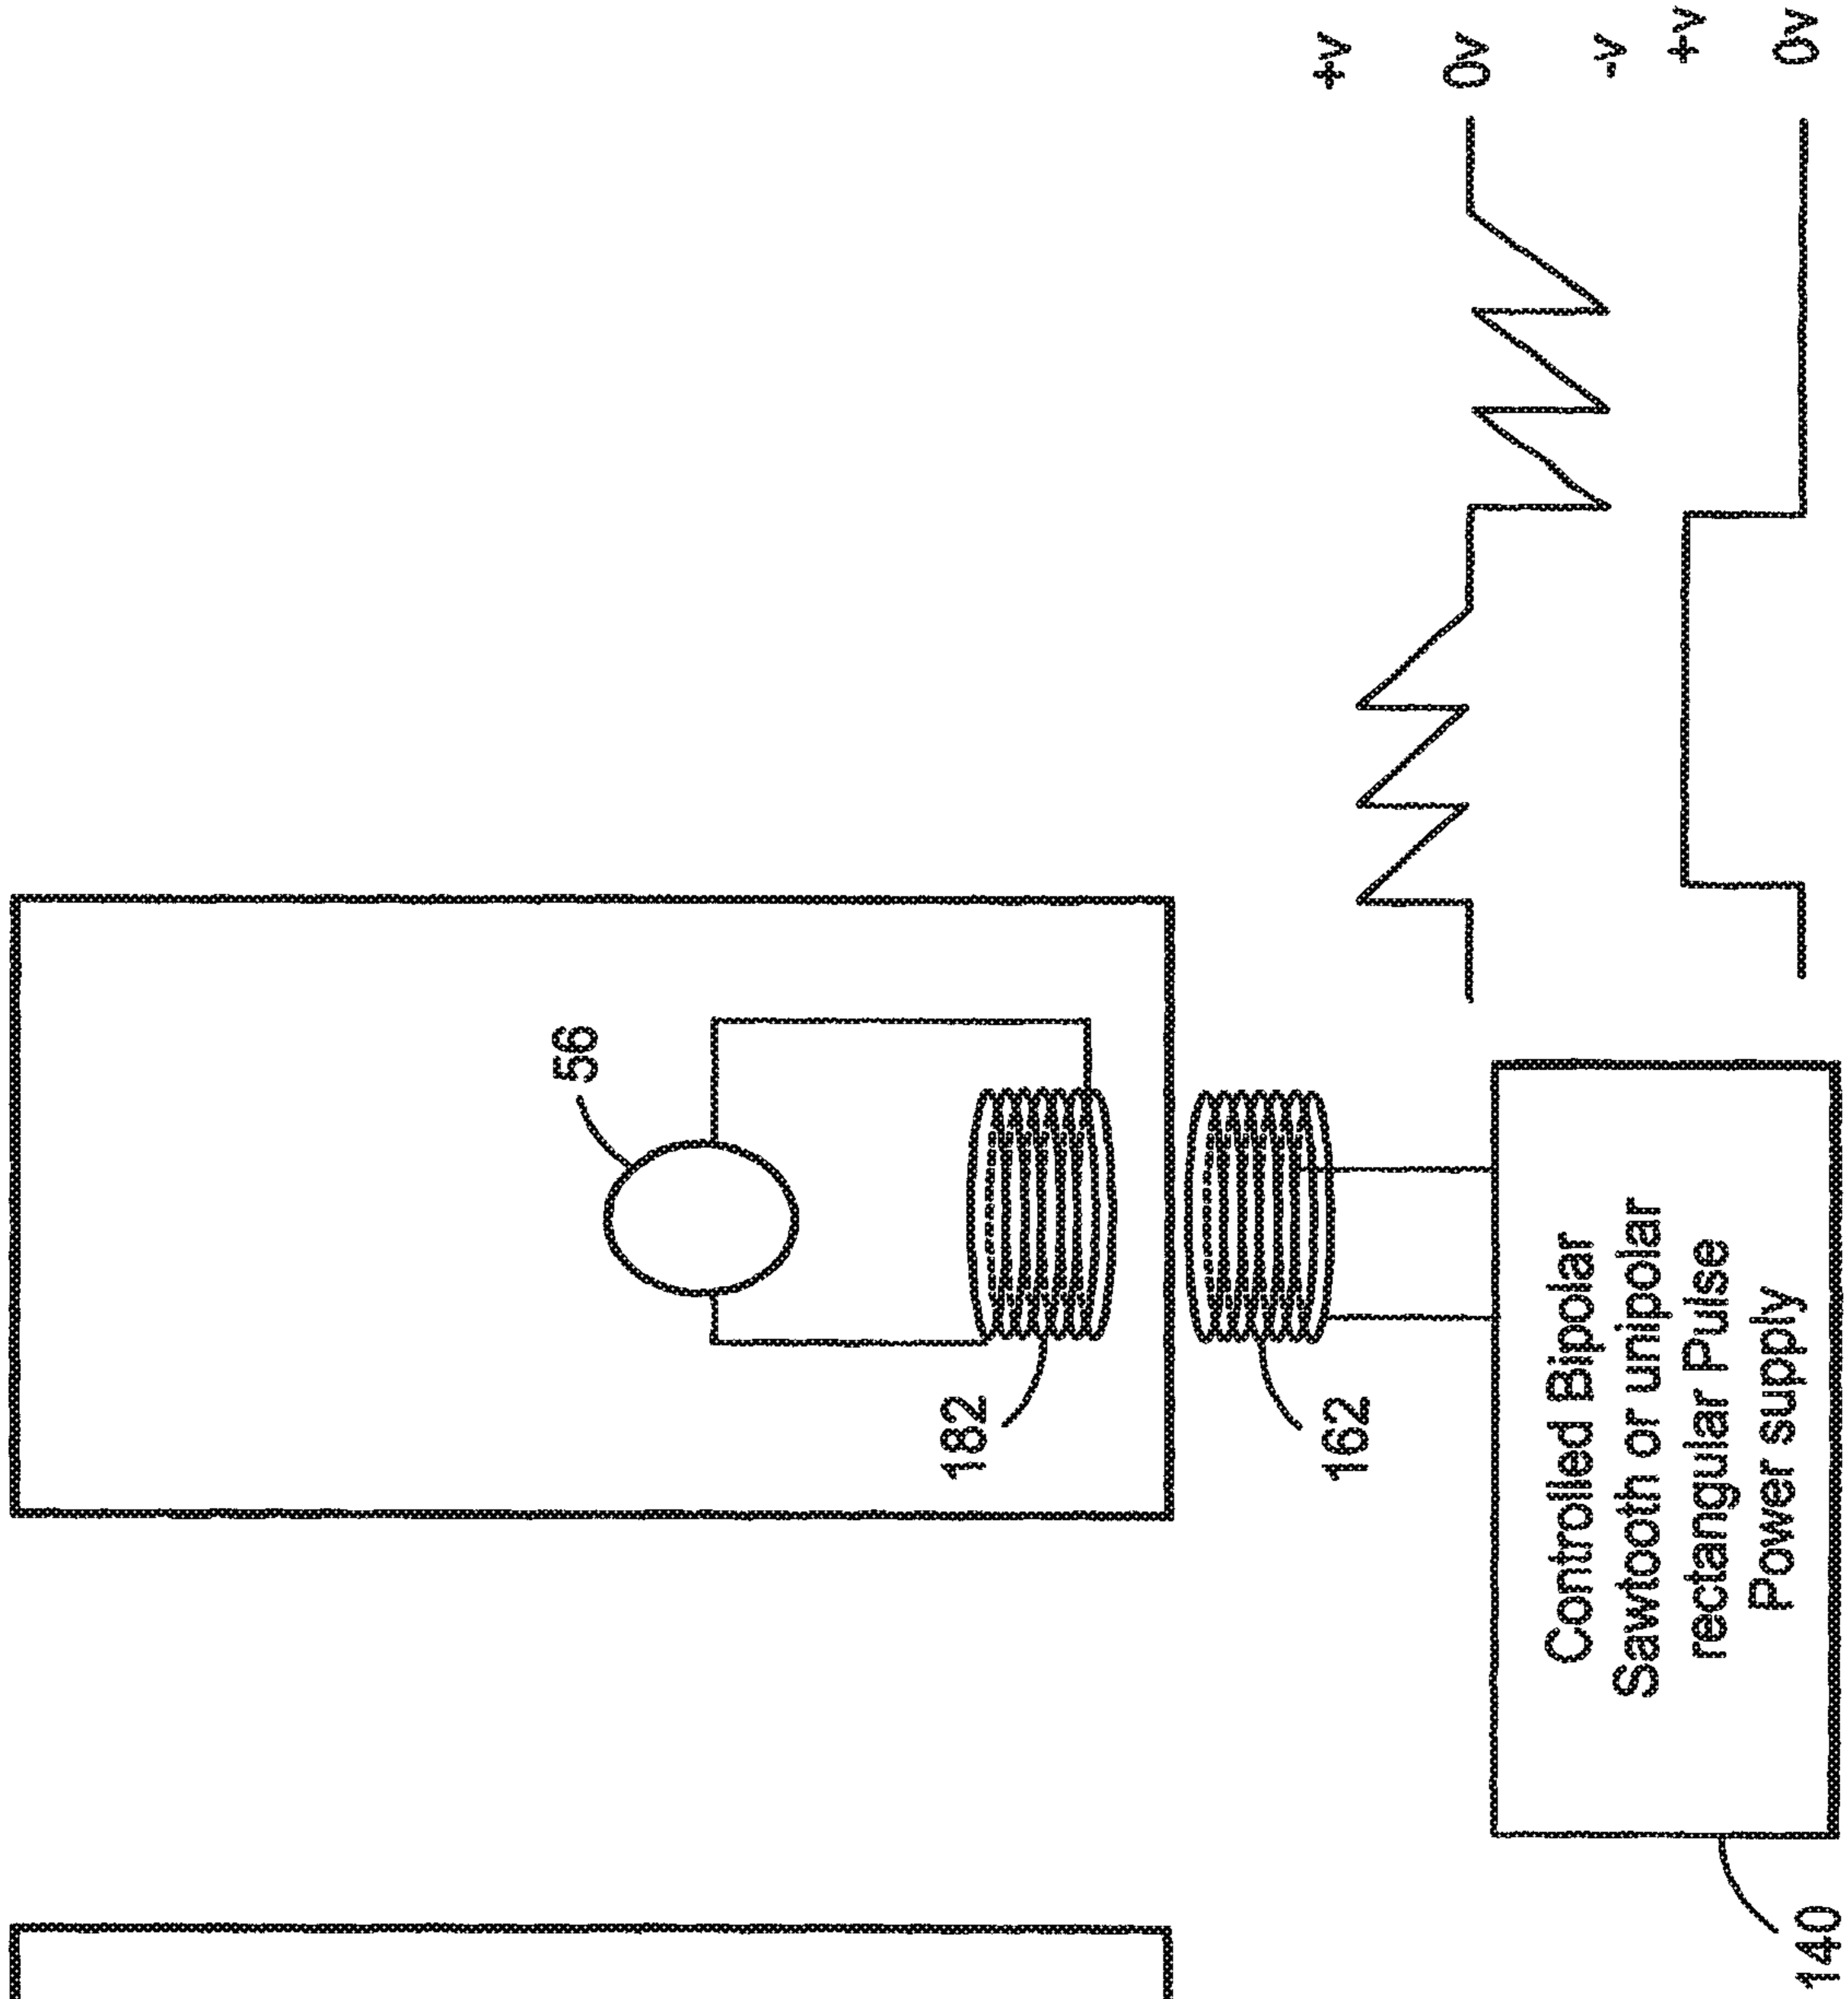 56
182
162
+v
0v
-v
+v
0v
Controlled Bipolar
Sawtooth or unipolar
rectangular Pulse
Power supply
140